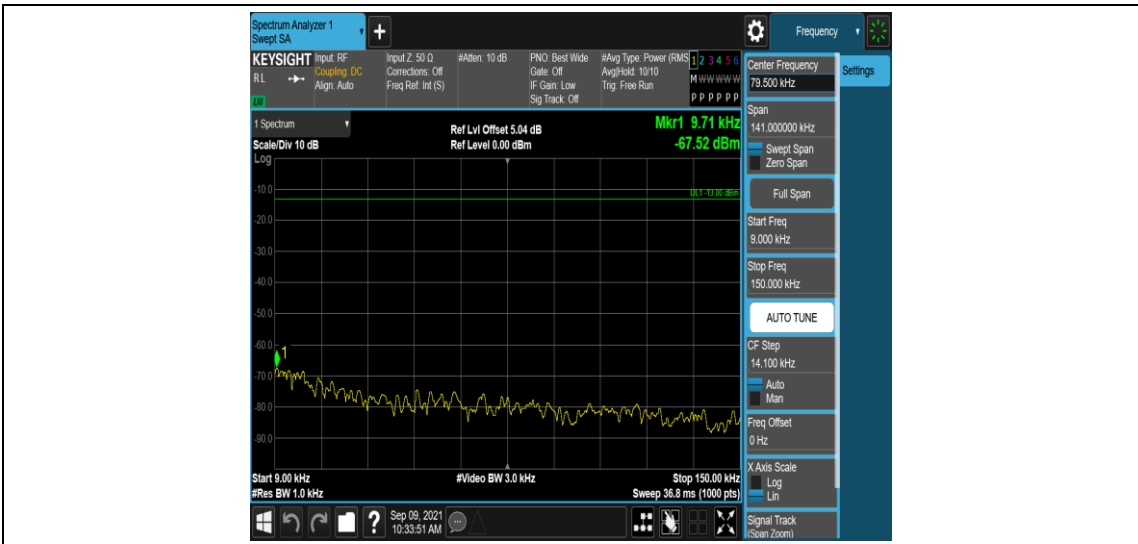 Spectrum Analyzer 1
Swept SA
+
Frequency
KEYSIGHT
RL
LXI
Input: RF
Coupling: DC
Align: Auto
Input Z: 50 Ω
Corrections: Off
Freq Ref: Int (S)
#Atten: 10 dB
PNO: Best Wide
Gate: Off
IF Gain: Low
Sig Track: Off
#Avg Type: Power (RMS
Avg|Hold: 10/10
Trig: Free Run
1 2 3 4 5 6
M W W W W W
P P P P P P
1 Spectrum
Scale/Div 10 dB
Ref Lvl Offset 5.04 dB
Ref Level 0.00 dBm
Mkr1 9.71 kHz
-67.52 dBm
Log
DL1 -13.00 dBm
-10.0
-20.0
-30.0
-40.0
-50.0
-60.0
1
-70.0
-80.0
-90.0
Start 9.00 kHz
#Video BW 3.0 kHz
Stop 150.00 kHz
#Res BW 1.0 kHz
Sweep 36.8 ms (1000 pts)
?
Sep 09, 2021
10:33:51 AM
Center Frequency
79.500 kHz
Settings
Span
141.000000 kHz
Swept Span
Zero Span
Full Span
Start Freq
9.000 kHz
Stop Freq
150.000 kHz
AUTO TUNE
CF Step
14.100 kHz
Auto
Man
Freq Offset
0 Hz
X Axis Scale
Log
Lin
Signal Track
(Span Zoom)